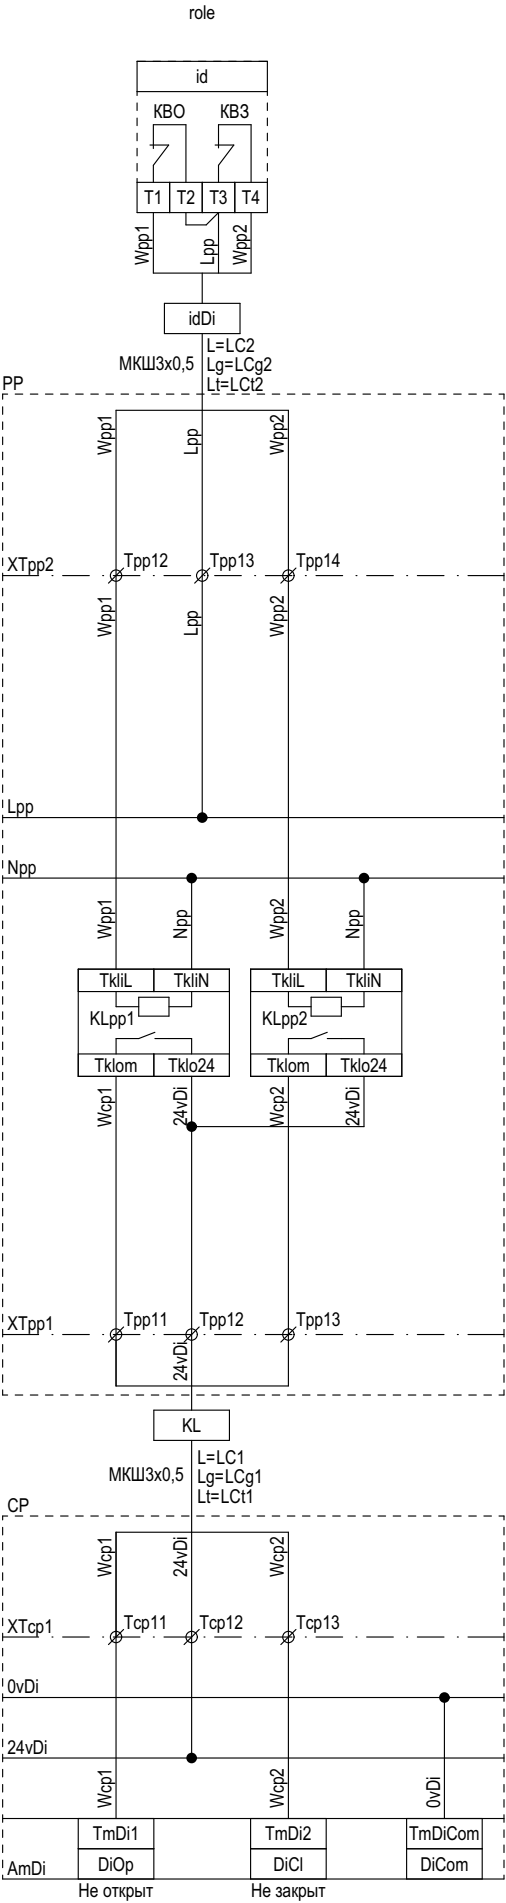 role
id
КВО КВЗ
T1 T2 T3 T4
Wpp1 Lpp Wpp2
idDi
МКШ3х0,5
L=LC2
Lg=LCg2
Lt=LCt2
PP
Wpp1 Lpp Wpp2
XTpp2 Tpp12 Tpp13 Tpp14
Wpp1 Lpp Wpp2
Lpp
Npp
Wpp1 Npp Wpp2 Npp
TkliL TkliN TkliL TkliN
KLpp1 KLpp2
Tklom Tklo24 Tklom Tklo24
Wcp1 24vDi Wcp2 24vDi
XTpp1 Tpp11 Tpp12 Tpp13
24vDi
KL
МКШ3х0,5
L=LC1
Lg=LCg1
Lt=LCt1
CP
Wcp1 24vDi Wcp2
XTcp1 Tcp11 Tcp12 Tcp13
0vDi
24vDi
Wcp1 Wcp2 0vDi
TmDi1 TmDi2 TmDiCom
AmDi DiOp DiCl DiCom
Не открыт Не закрыт